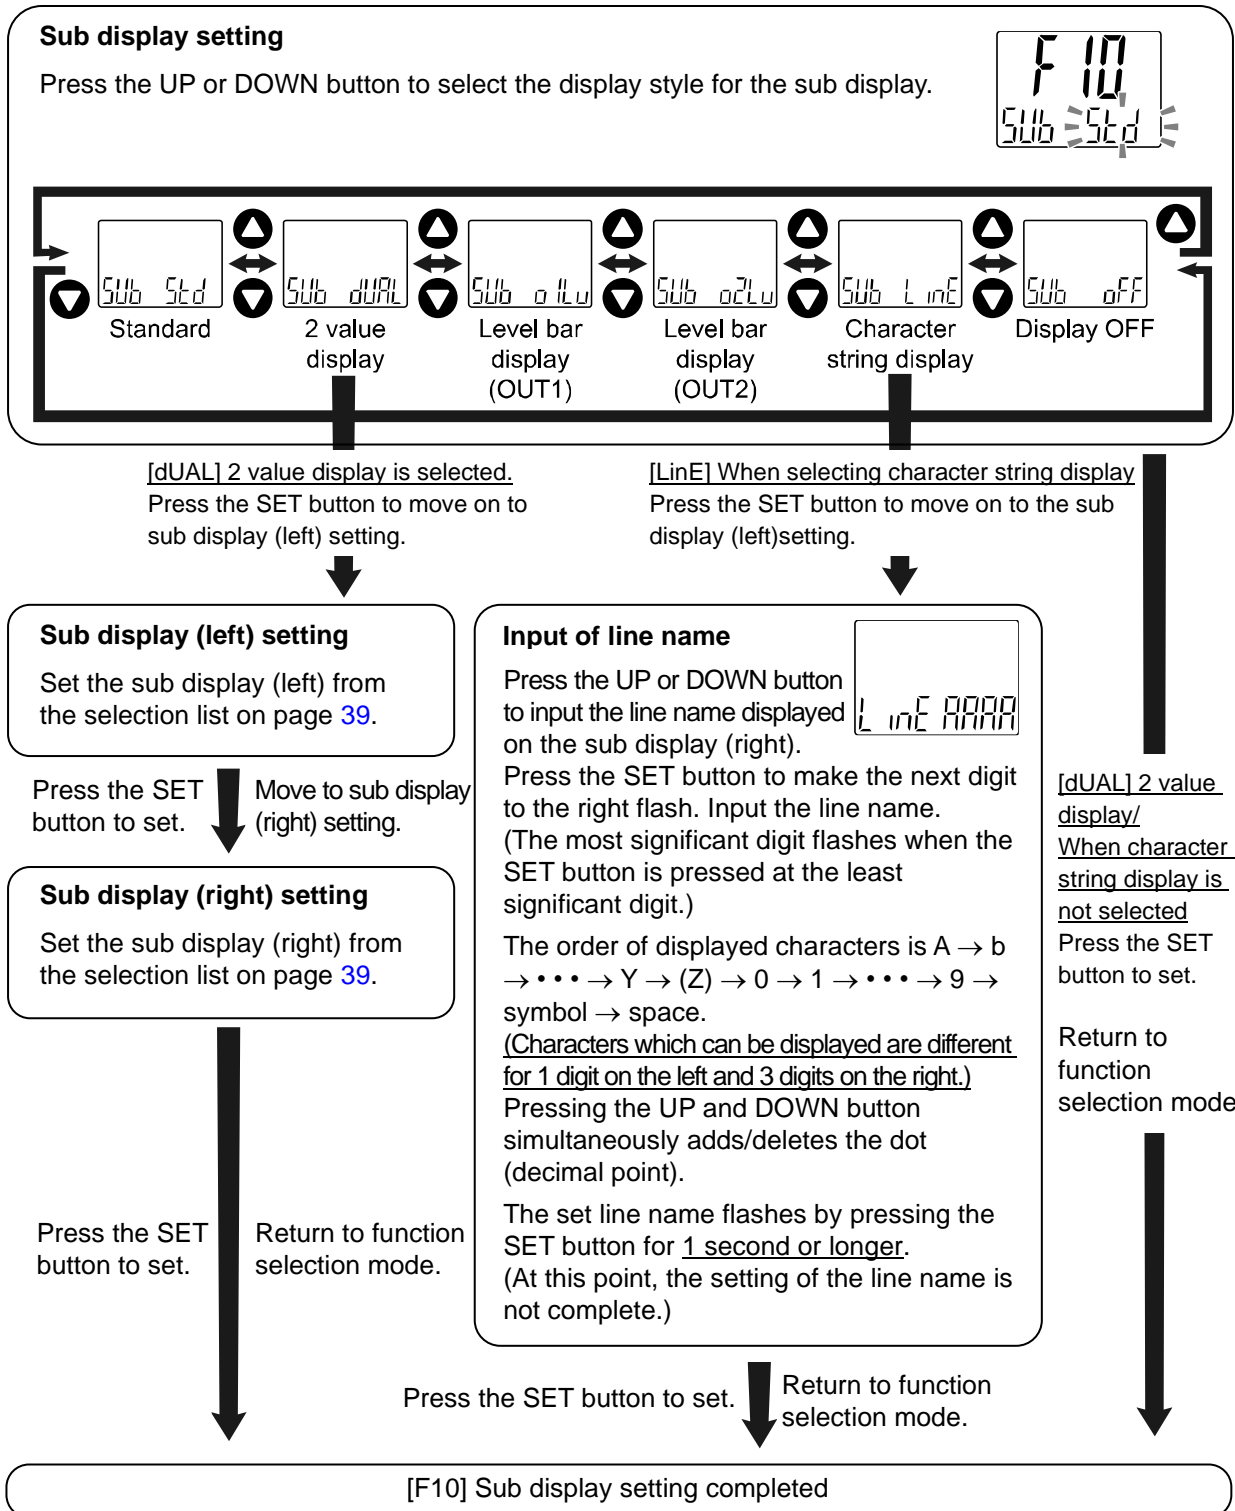 Sub display setting
Press the UP or DOWN button to select the display style for the sub display.
F 10
SUb Std
SUb Std
SUb dUAL
SUb o1Lv
SUb o2Lv
SUb LinE
SUb oFF
Standard
2 value
display
Level bar
display
(OUT1)
Level bar
display
(OUT2)
Character
string display
Display OFF
[dUAL] 2 value display is selected.
Press the SET button to move on to
sub display (left) setting.
[LinE] When selecting character string display
Press the SET button to move on to the sub
display (left)setting.
Sub display (left) setting
Set the sub display (left) from
the selection list on page 39.
Press the SET
button to set.
Move to sub display
(right) setting.
Sub display (right) setting
Set the sub display (right) from
the selection list on page 39.
Press the SET
button to set.
Return to function
selection mode.
Input of line name
Press the UP or DOWN button
to input the line name displayed
on the sub display (right).
LinE AAAA
Press the SET button to make the next digit
to the right flash. Input the line name.
(The most significant digit flashes when the
SET button is pressed at the least
significant digit.)
The order of displayed characters is A → b
→ • • • → Y → (Z) → 0 → 1 → • • • → 9 →
symbol → space.
(Characters which can be displayed are different
for 1 digit on the left and 3 digits on the right.)
Pressing the UP and DOWN button
simultaneously adds/deletes the dot
(decimal point).
The set line name flashes by pressing the
SET button for 1 second or longer.
(At this point, the setting of the line name is
not complete.)
Press the SET button to set.
Return to function
selection mode.
[dUAL] 2 value
display/
When character
string display is
not selected
Press the SET
button to set.
Return to
function
selection mode
[F10] Sub display setting completed